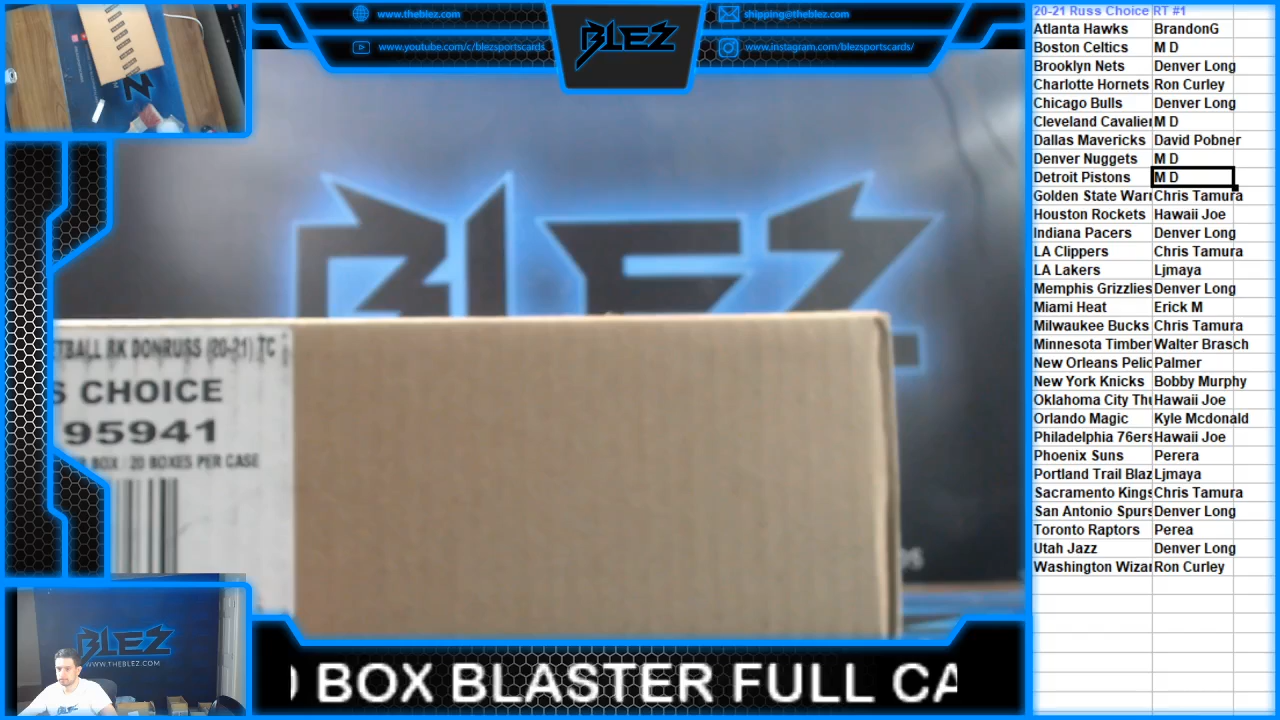 www.theblez.com
www.youtube.com/c/blezsportscards
BLEZ
shipping@theblez.com
www.instagram.com/blezsportscards/
BLEZ
TBALL RK DONRUSS (20-21) TC
S CHOICE
95941
BOX / 20 BOXES PER CASE
BLEZ
WWW.THEBLEZ.COM
BOX BLASTER FULL CA
20-21 Russ Choice RT #1
Atlanta Hawks BrandonG
Boston Celtics M D
Brooklyn Nets Denver Long
Charlotte Hornets Ron Curley
Chicago Bulls Denver Long
Cleveland Cavalier M D
Dallas Mavericks David Pobner
Denver Nuggets M D
Detroit Pistons M D
Golden State Warr Chris Tamura
Houston Rockets Hawaii Joe
Indiana Pacers Denver Long
LA Clippers Chris Tamura
LA Lakers Ljmaya
Memphis Grizzlies Denver Long
Miami Heat Erick M
Milwaukee Bucks Chris Tamura
Minnesota Timber Walter Brasch
New Orleans Pelic Palmer
New York Knicks Bobby Murphy
Oklahoma City Thu Hawaii Joe
Orlando Magic Kyle Mcdonald
Philadelphia 76ers Hawaii Joe
Phoenix Suns Perera
Portland Trail Blaz Ljmaya
Sacramento Kings Chris Tamura
San Antonio Spurs Denver Long
Toronto Raptors Perea
Utah Jazz Denver Long
Washington Wizar Ron Curley